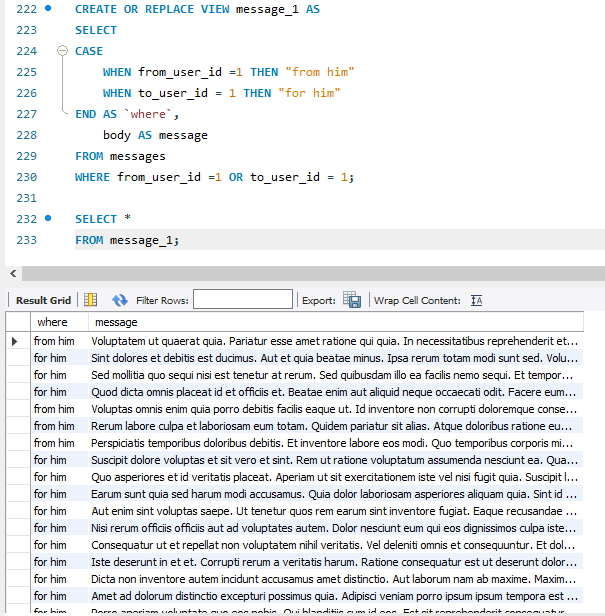 222 CREATE OR REPLACE VIEW message_1 AS
223 SELECT
224 CASE
225 WHEN from_user_id =1 THEN "from him"
226 WHEN to_user_id = 1 THEN "for him"
227 END AS `where`,
228 body AS message
229 FROM messages
230 WHERE from_user_id =1 OR to_user_id = 1;
231
232 SELECT *
233 FROM message_1;
Result Grid Filter Rows: Export: Wrap Cell Content:
where message
from him Voluptatem ut quaerat quia. Pariatur esse amet ratione qui quia. In necessitatibus reprehenderit et...
for him Sint dolores et debitis est ducimus. Aut et quia beatae minus. Ipsa rerum totam modi sunt sed. Volu...
for him Sed mollitia quo sequi nisi est tenetur at rerum. Sed quibusdam illo ea facilis nemo sequi. Et tempor...
for him Quod dicta omnis placeat id et officiis et. Beatae enim aut aliquid neque occaecati odit. Facere eum...
from him Voluptas omnis enim quia porro debitis facilis eaque ut. Id inventore non corrupti doloremque conse...
from him Rerum labore culpa et laboriosam eum totam. Quidem pariatur sit alias. Atque doloribus ratione eu...
from him Perspiciatis temporibus doloribus debitis. Et inventore labore eos modi. Quo temporibus corporis mi...
for him Suscipit dolore voluptas et sit vero et sint. Rem ut ratione voluptatum assumenda nesciunt ea. Qua...
for him Quo asperiores et id veritatis placeat. Aperiam ut sit exercitationem iste vel nisi fugit quia. Suscipit l...
for him Earum sunt quia sed harum modi accusamus. Quia dolor laboriosam asperiores aliquam quia. Sint id ...
for him Aut enim sint voluptas saepe. Ut tenetur quos rem earum sint inventore fugiat. Eaque recusandae ...
for him Nisi rerum officiis officiis aut ad voluptates autem. Dolor nesciunt eum qui eos dignissimos culpa iste...
for him Consequatur ut et repellat non voluptatem nihil veritatis. Vel deleniti omnis et consequuntur. Et dol...
for him Iste deserunt in et et. Corrupti rerum a veritatis harum. Ratione consequatur est ut deserunt dolor...
for him Dicta non inventore autem incidunt accusamus amet distinctio. Aut laborum nam ab maxime. Maxim...
for him Amet ad dolorum distinctio excepturi possimus quia. Adipisci veniam porro ipsum ipsum tempora est ...